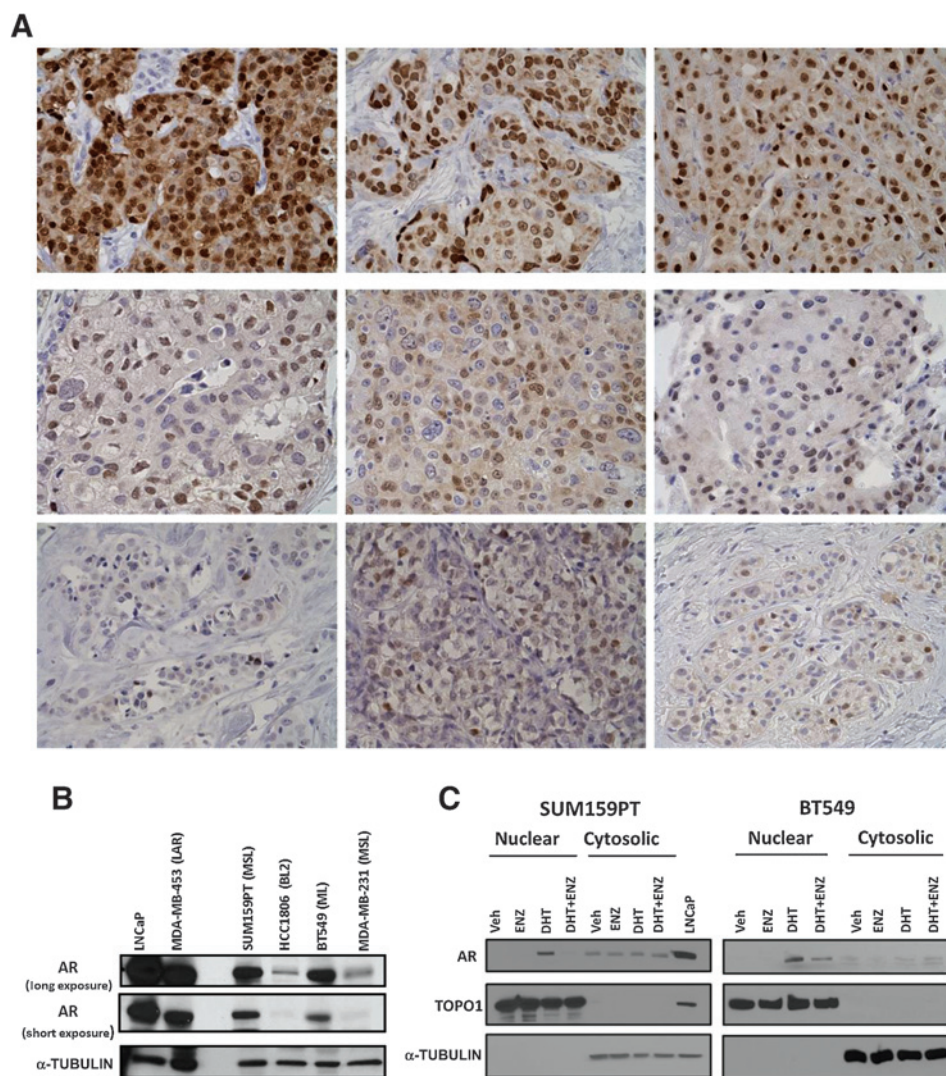 A
B
LNCaP
MDA-MB-453 (LAR)
SUM159PT (MSL)
HCC1806 (BL2)
BT549 (ML)
MDA-MB-231 (MSL)
AR
(long exposure)
AR
(short exposure)
α-TUBULIN
C
SUM159PT
BT549
Nuclear Cytosolic
Nuclear Cytosolic
Veh
ENZ
DHT
DHT+ENZ
Veh
ENZ
DHT
DHT+ENZ
LNCaP
Veh
ENZ
DHT
DHT+ENZ
Veh
ENZ
DHT
DHT+ENZ
AR
TOPO1
α-TUBULIN